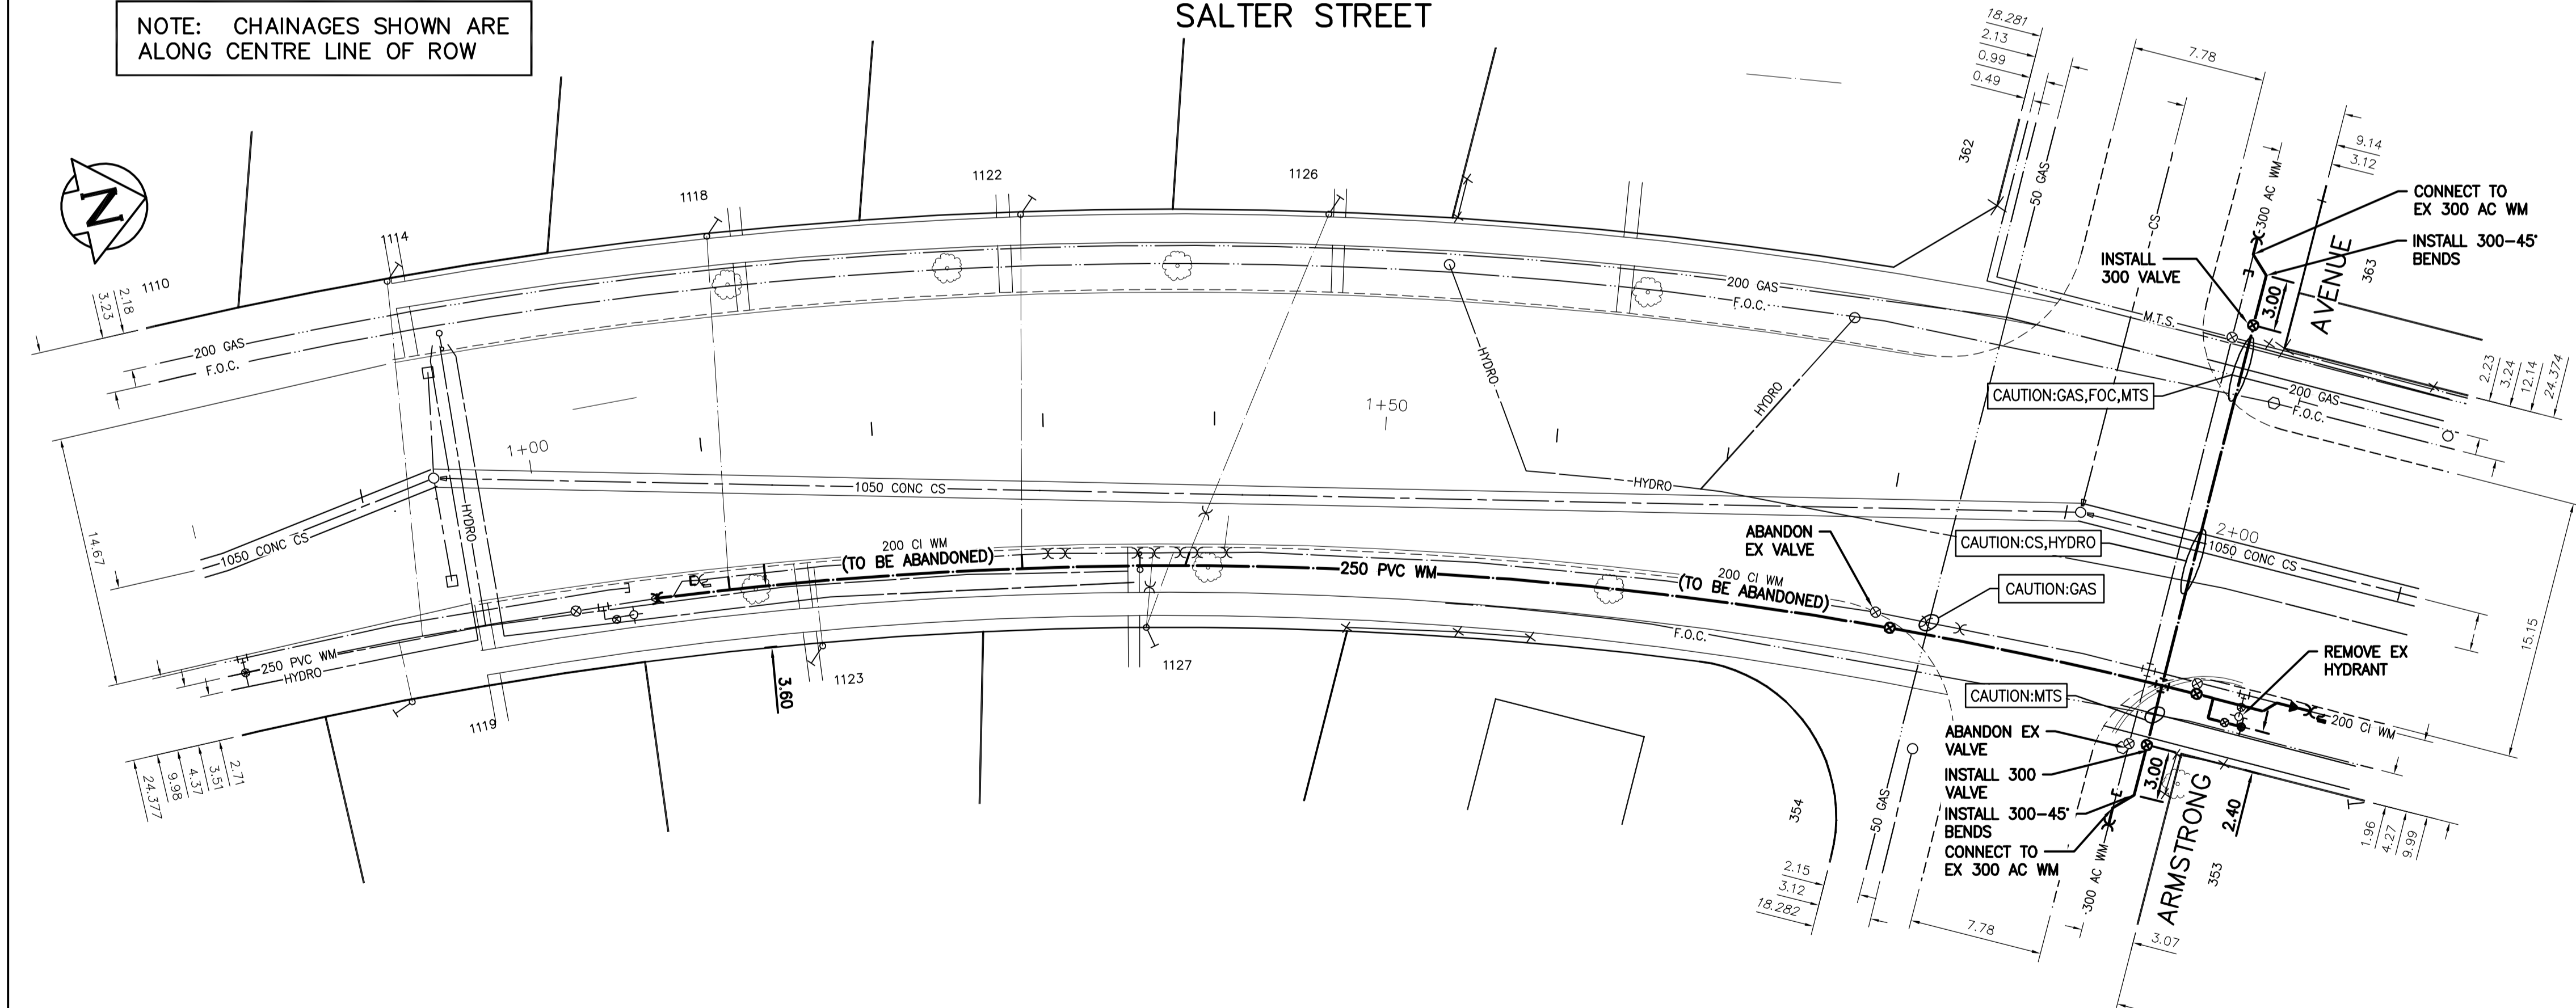 NOTE: CHAINAGES SHOWN ARE
ALONG CENTRE LINE OF ROW
SALTER STREET
18.281
2.13
0.99
0.49
7.78
9.14
3.12
362
50 GAS
CS
300 AC WM
363
AVENUE
CONNECT TO
EX 300 AC WM
INSTALL 300-45°
BENDS
INSTALL
300 VALVE
3.00
N
1110
1114
1118
1122
1126
2.18
3.23
200 GAS
F.O.C.
200 GAS
F.O.C.
M.T.S.
HYDRO
HYDRO
CAUTION:GAS,FOC,MTS
200 GAS
F.O.C.
2.23
3.24
12.14
24.374
1+00
1+50
2+00
14.67
1050 CONC CS
HYDRO
1050 CONC CS
HYDRO
1050 CONC CS
CAUTION:CS,HYDRO
ABANDON
EX VALVE
CAUTION:GAS
200 CI WM
(TO BE ABANDONED)
250 PVC WM
200 CI WM
(TO BE ABANDONED)
15.15
250 PVC WM
HYDRO
F.O.C.
REMOVE EX
HYDRANT
CAUTION:MTS
200 CI WM
1119
3.60
1123
1127
24.377
9.98
4.37
3.51
2.71
ABANDON EX
VALVE
INSTALL 300
VALVE
INSTALL 300-45°
BENDS
CONNECT TO
EX 300 AC WM
3.00
354
50 GAS
300 AC WM
ARMSTRONG
353
2.40
1.96
4.27
9.99
2.15
3.12
18.282
7.78
3.07